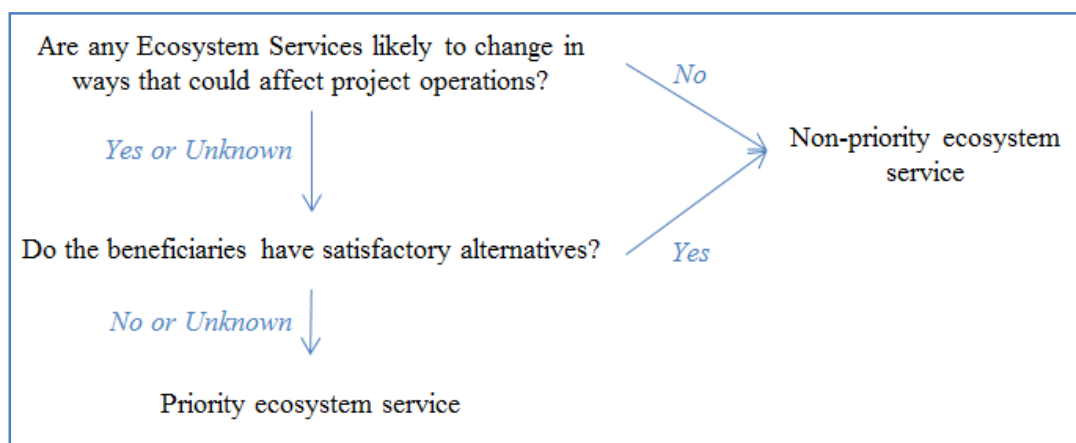 Are any Ecosystem Services likely to change in
ways that could affect project operations?
No
Yes or Unknown
Non-priority ecosystem
service
Do the beneficiaries have satisfactory alternatives?
Yes
No or Unknown
Priority ecosystem service